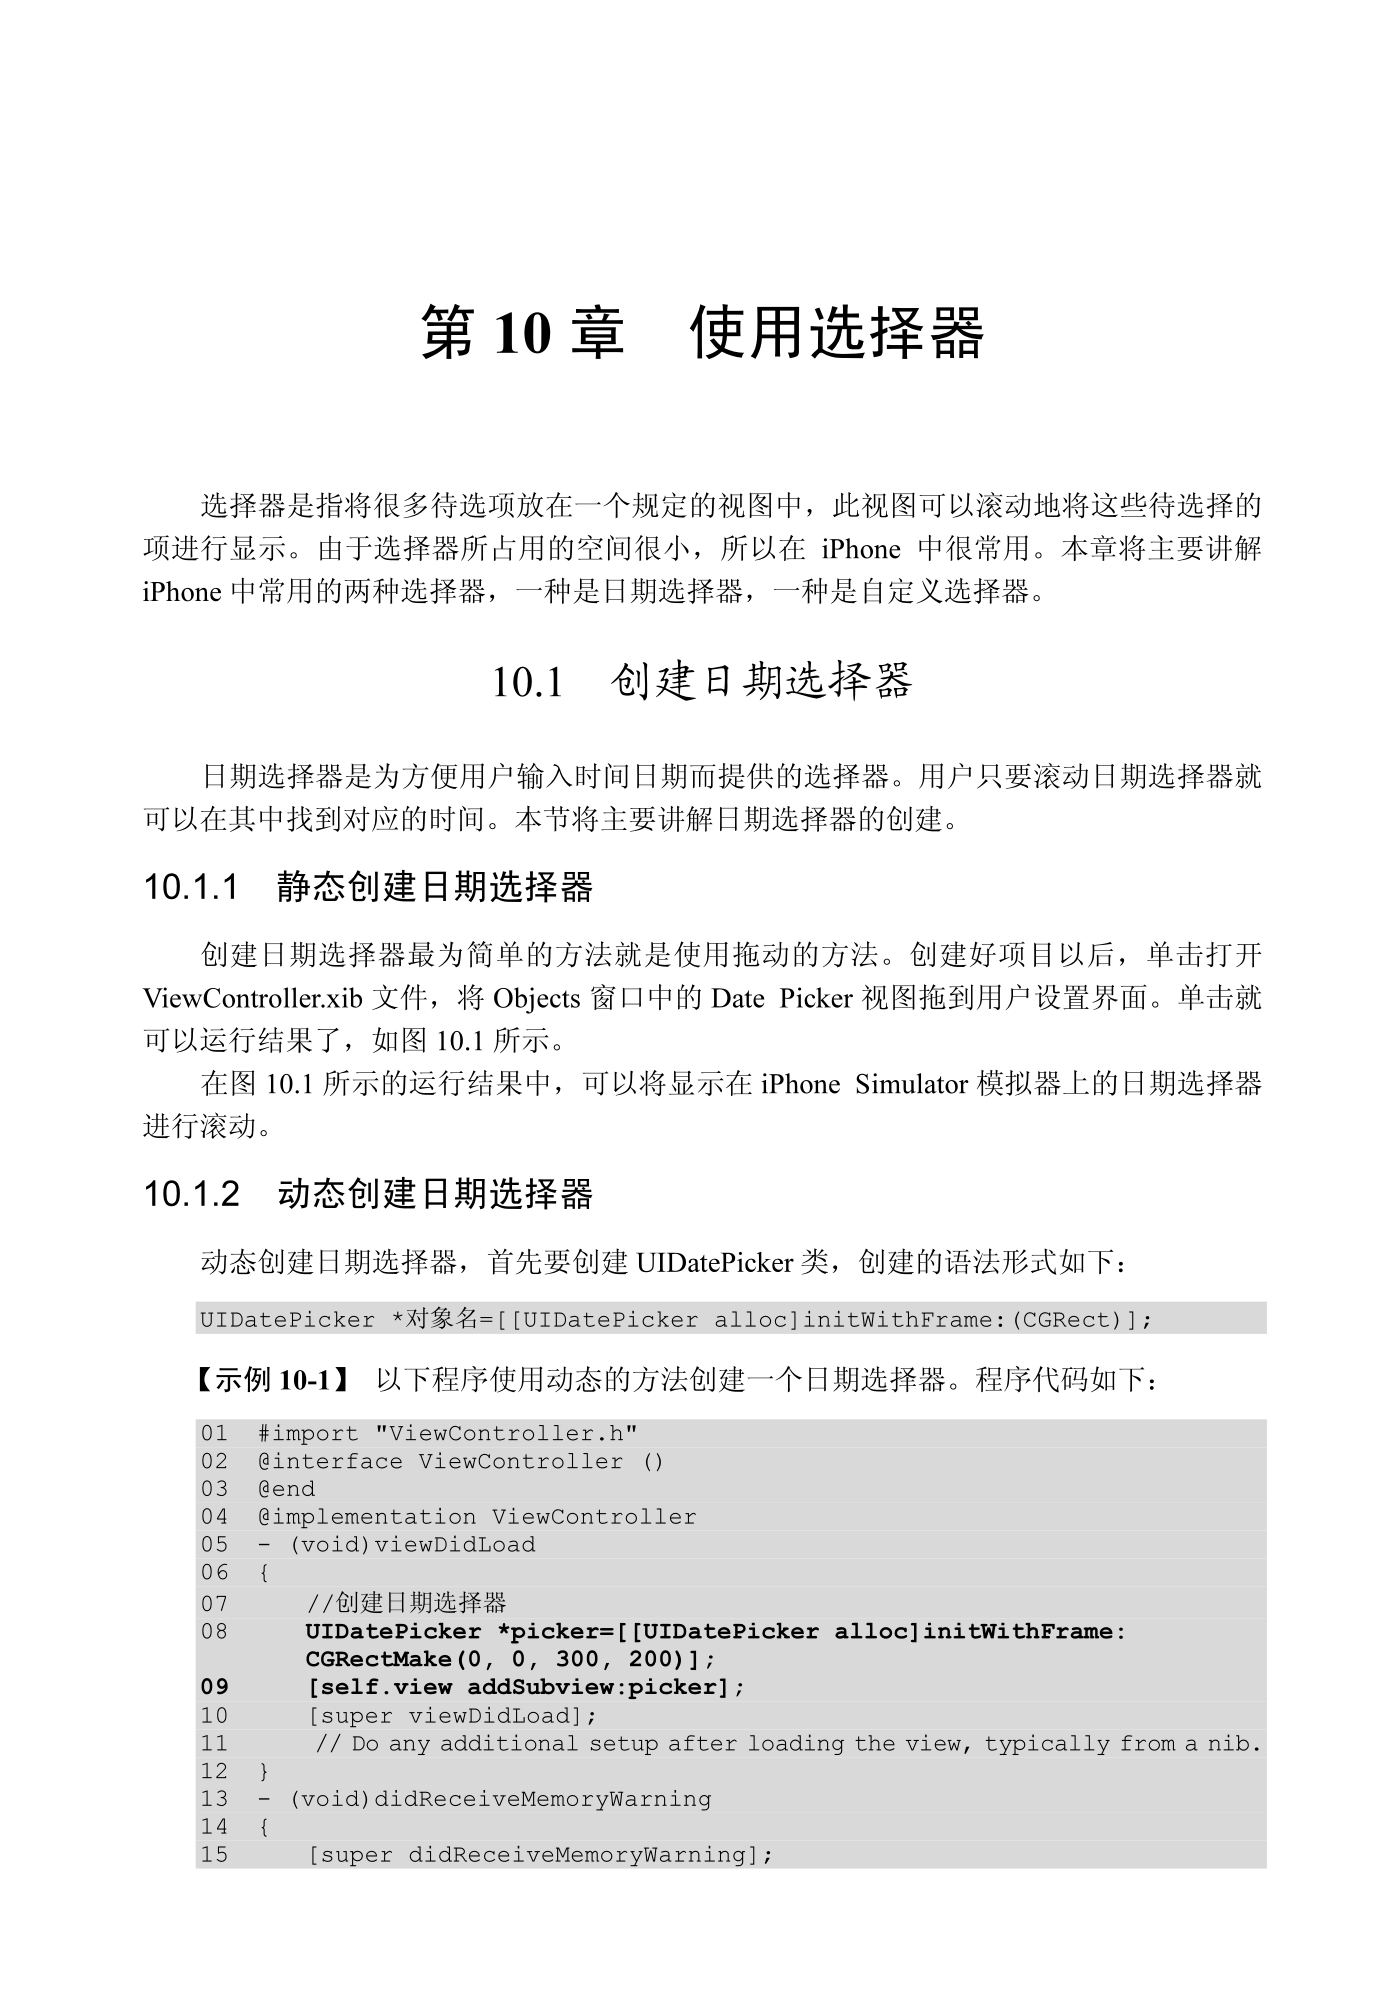 第 10 章　使用选择器
选择器是指将很多待选项放在一个规定的视图中，此视图可以滚动地将这些待选择的
项进行显示。由于选择器所占用的空间很小，所以在 iPhone 中很常用。本章将主要讲解
iPhone 中常用的两种选择器，一种是日期选择器，一种是自定义选择器。
10.1　创建日期选择器
日期选择器是为方便用户输入时间日期而提供的选择器。用户只要滚动日期选择器就
可以在其中找到对应的时间。本节将主要讲解日期选择器的创建。
10.1.1　静态创建日期选择器
创建日期选择器最为简单的方法就是使用拖动的方法。创建好项目以后，单击打开
ViewController.xib 文件，将 Objects 窗口中的 Date Picker 视图拖到用户设置界面。单击就
可以运行结果了，如图 10.1 所示。
在图 10.1 所示的运行结果中，可以将显示在 iPhone Simulator 模拟器上的日期选择器
进行滚动。
10.1.2　动态创建日期选择器
动态创建日期选择器，首先要创建 UIDatePicker 类，创建的语法形式如下：
UIDatePicker *对象名=[[UIDatePicker alloc]initWithFrame:(CGRect)];
【示例 10-1】 以下程序使用动态的方法创建一个日期选择器。程序代码如下：
01 #import "ViewController.h"
02 @interface ViewController ()
03 @end
04 @implementation ViewController
05 - (void)viewDidLoad
06 {
07 //创建日期选择器
08 UIDatePicker *picker=[[UIDatePicker alloc]initWithFrame:
CGRectMake(0, 0, 300, 200)];
09 [self.view addSubview:picker];
10 [super viewDidLoad];
11 // Do any additional setup after loading the view, typically from a nib.
12 }
13 - (void)didReceiveMemoryWarning
14 {
15 [super didReceiveMemoryWarning];